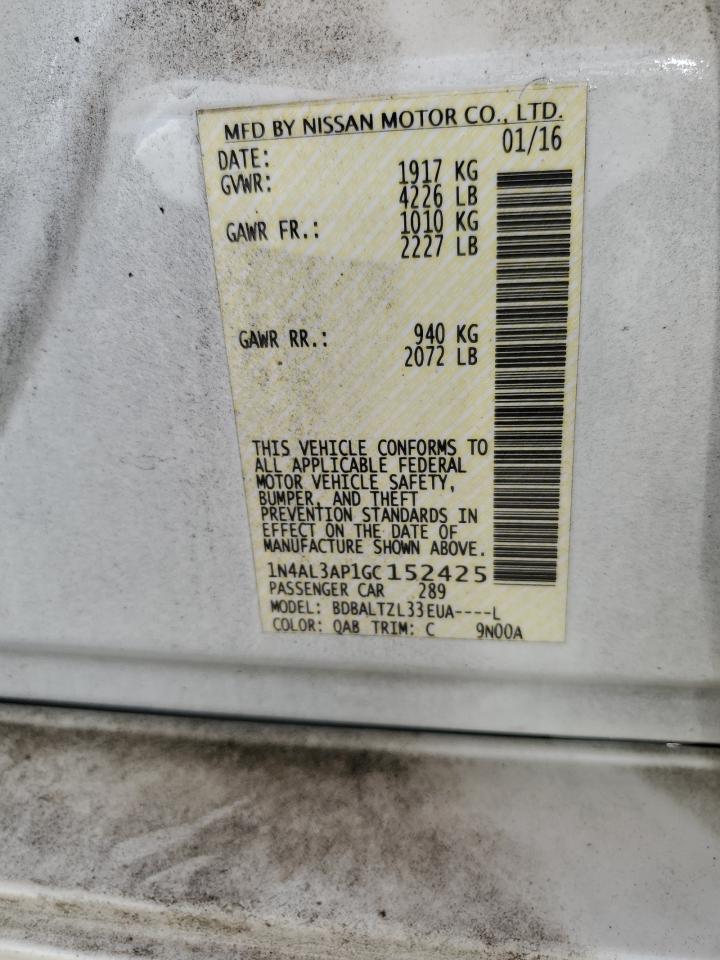 MFD BY NISSAN MOTOR CO., LTD.
DATE: 01/16
GVWR: 1917 KG
4226 LB
GAWR FR.: 1010 KG
2227 LB
GAWR RR.: 940 KG
2072 LB
THIS VEHICLE CONFORMS TO
ALL APPLICABLE FEDERAL
MOTOR VEHICLE SAFETY,
BUMPER, AND THEFT
PREVENTION STANDARDS IN
EFFECT ON THE DATE OF
MANUFACTURE SHOWN ABOVE.
1N4AL3AP1GC152425
PASSENGER CAR 289
MODEL: BDBALTZL33EUA----L
COLOR: QAB TRIM: C 9N00A